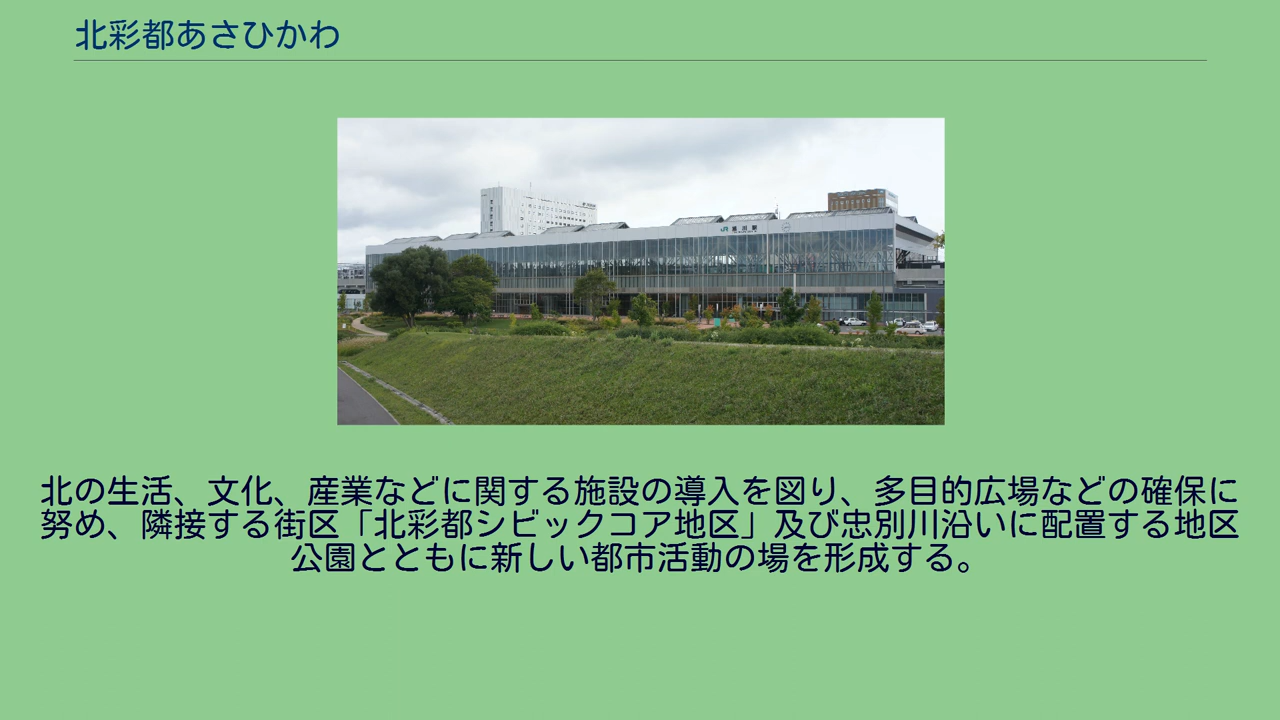 北彩都あさひかわ
JR 旭川駅
北の生活、文化、産業などに関する施設の導入を図り、多目的広場などの確保に
努め、隣接する街区「北彩都シビックコア地区」及び忠別川沿いに配置する地区
公園とともに新しい都市活動の場を形成する。